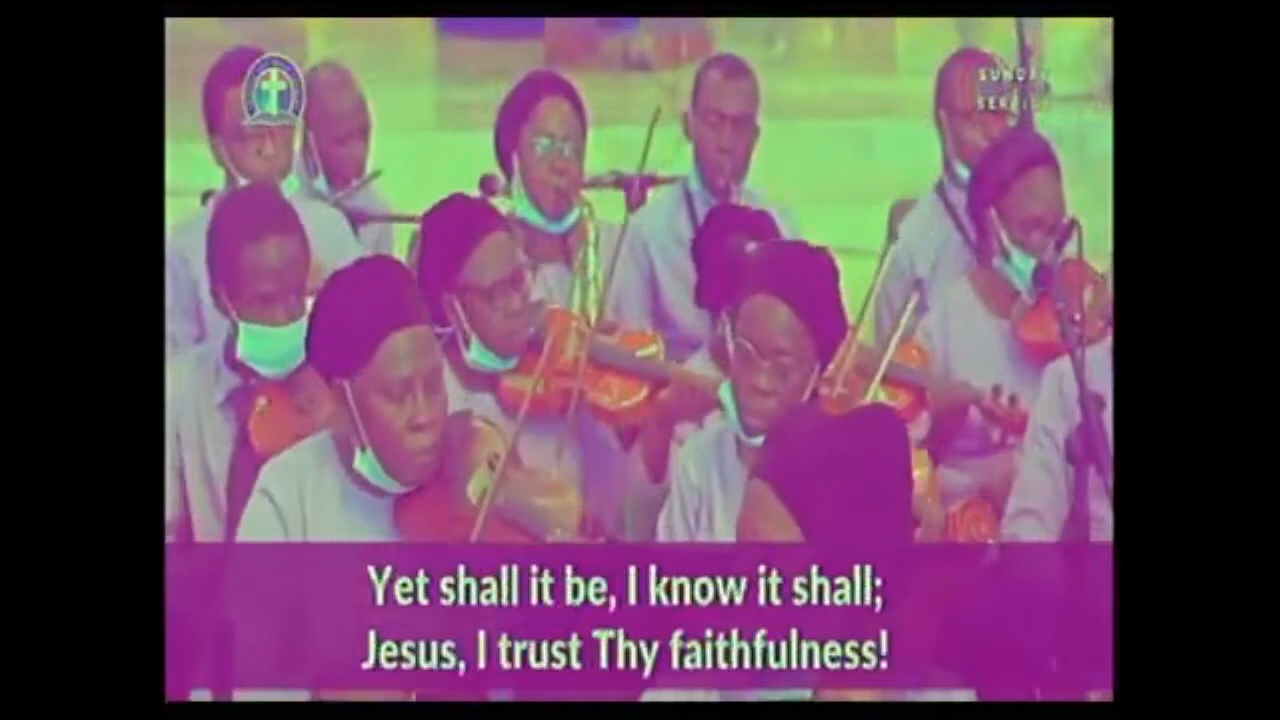 SUNDAY
SERVICE
Yet shall it be, I know it shall;
Jesus, I trust Thy faithfulness!